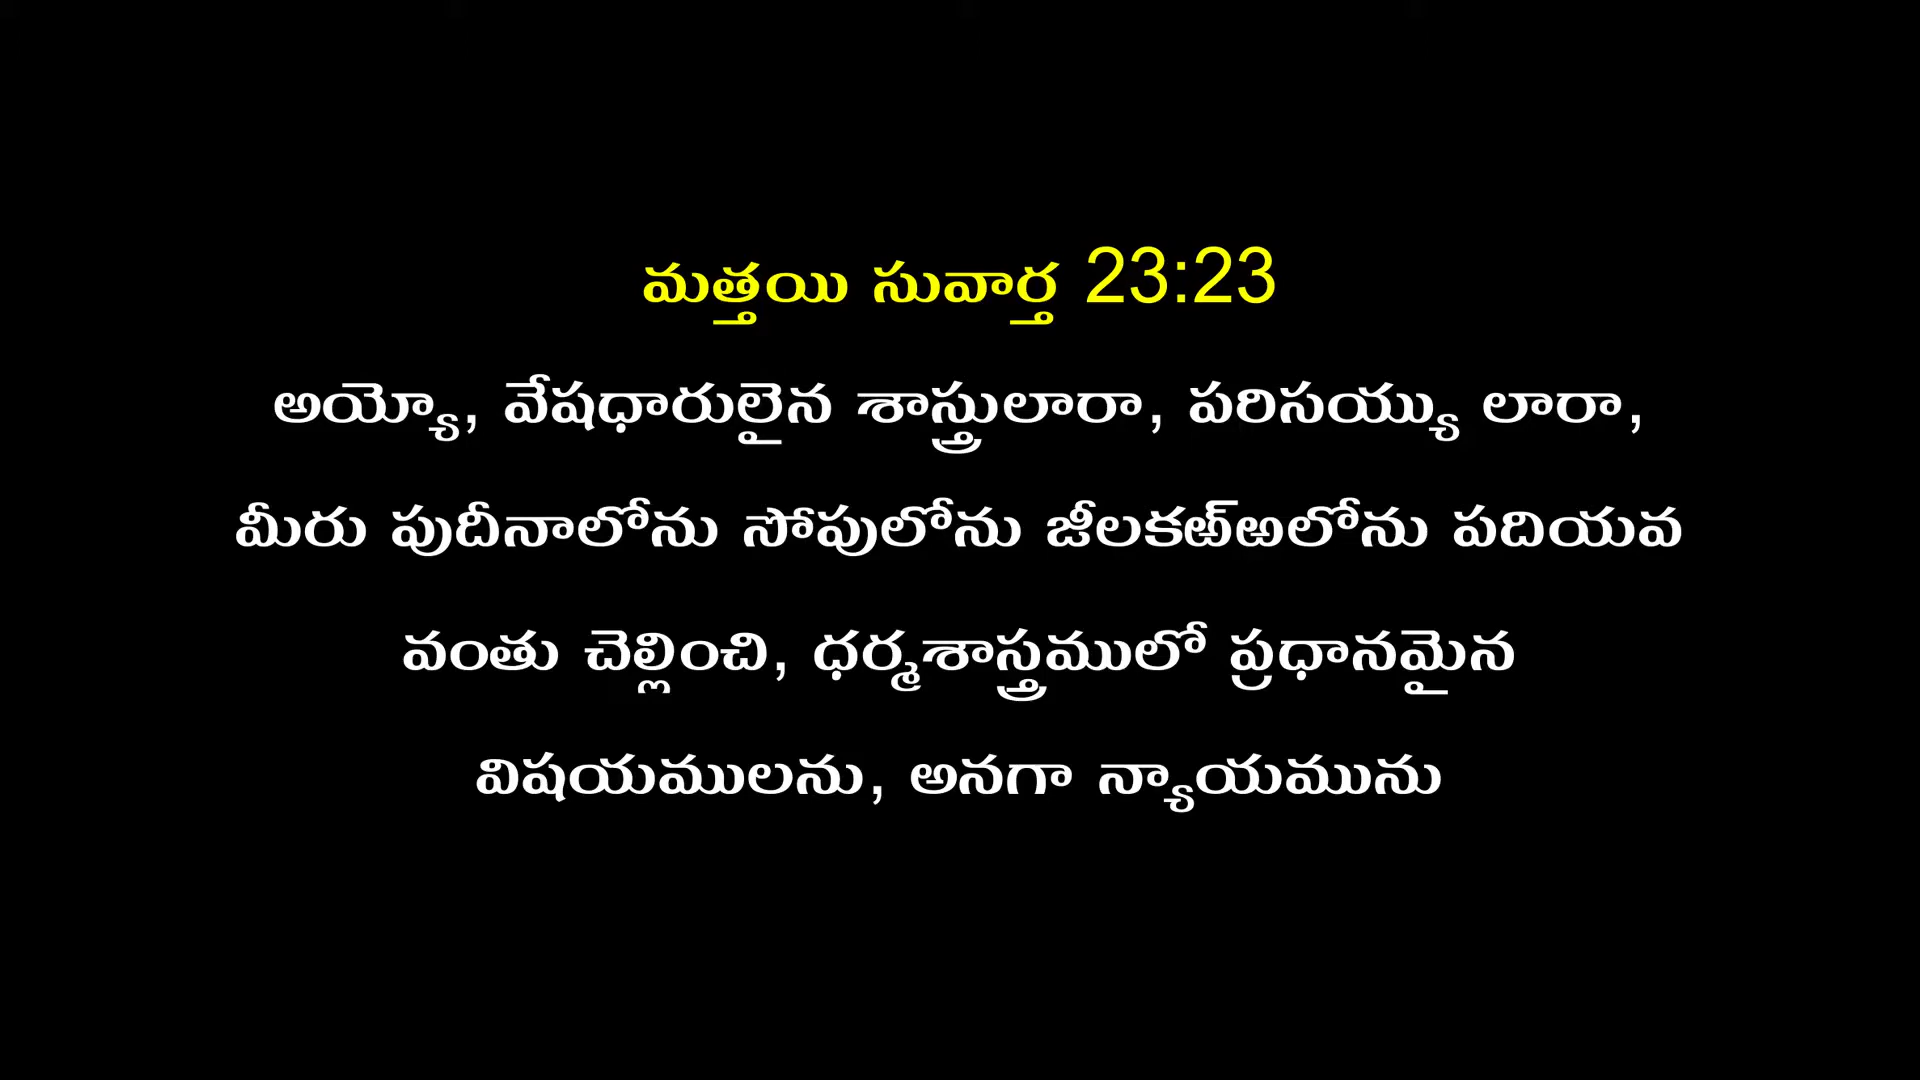 మత్తయి సువార్త 23:23
అయ్యో, వేషధారులైన శాస్త్రులారా, పరిసయ్యు లారా,
మీరు పుదీనాలోను సోపులోను జీలకఱ్ఱలోను పదియవ
వంతు చెల్లించి, ధర్మశాస్త్రములో ప్రధానమైన
విషయములను, అనగా న్యాయమును